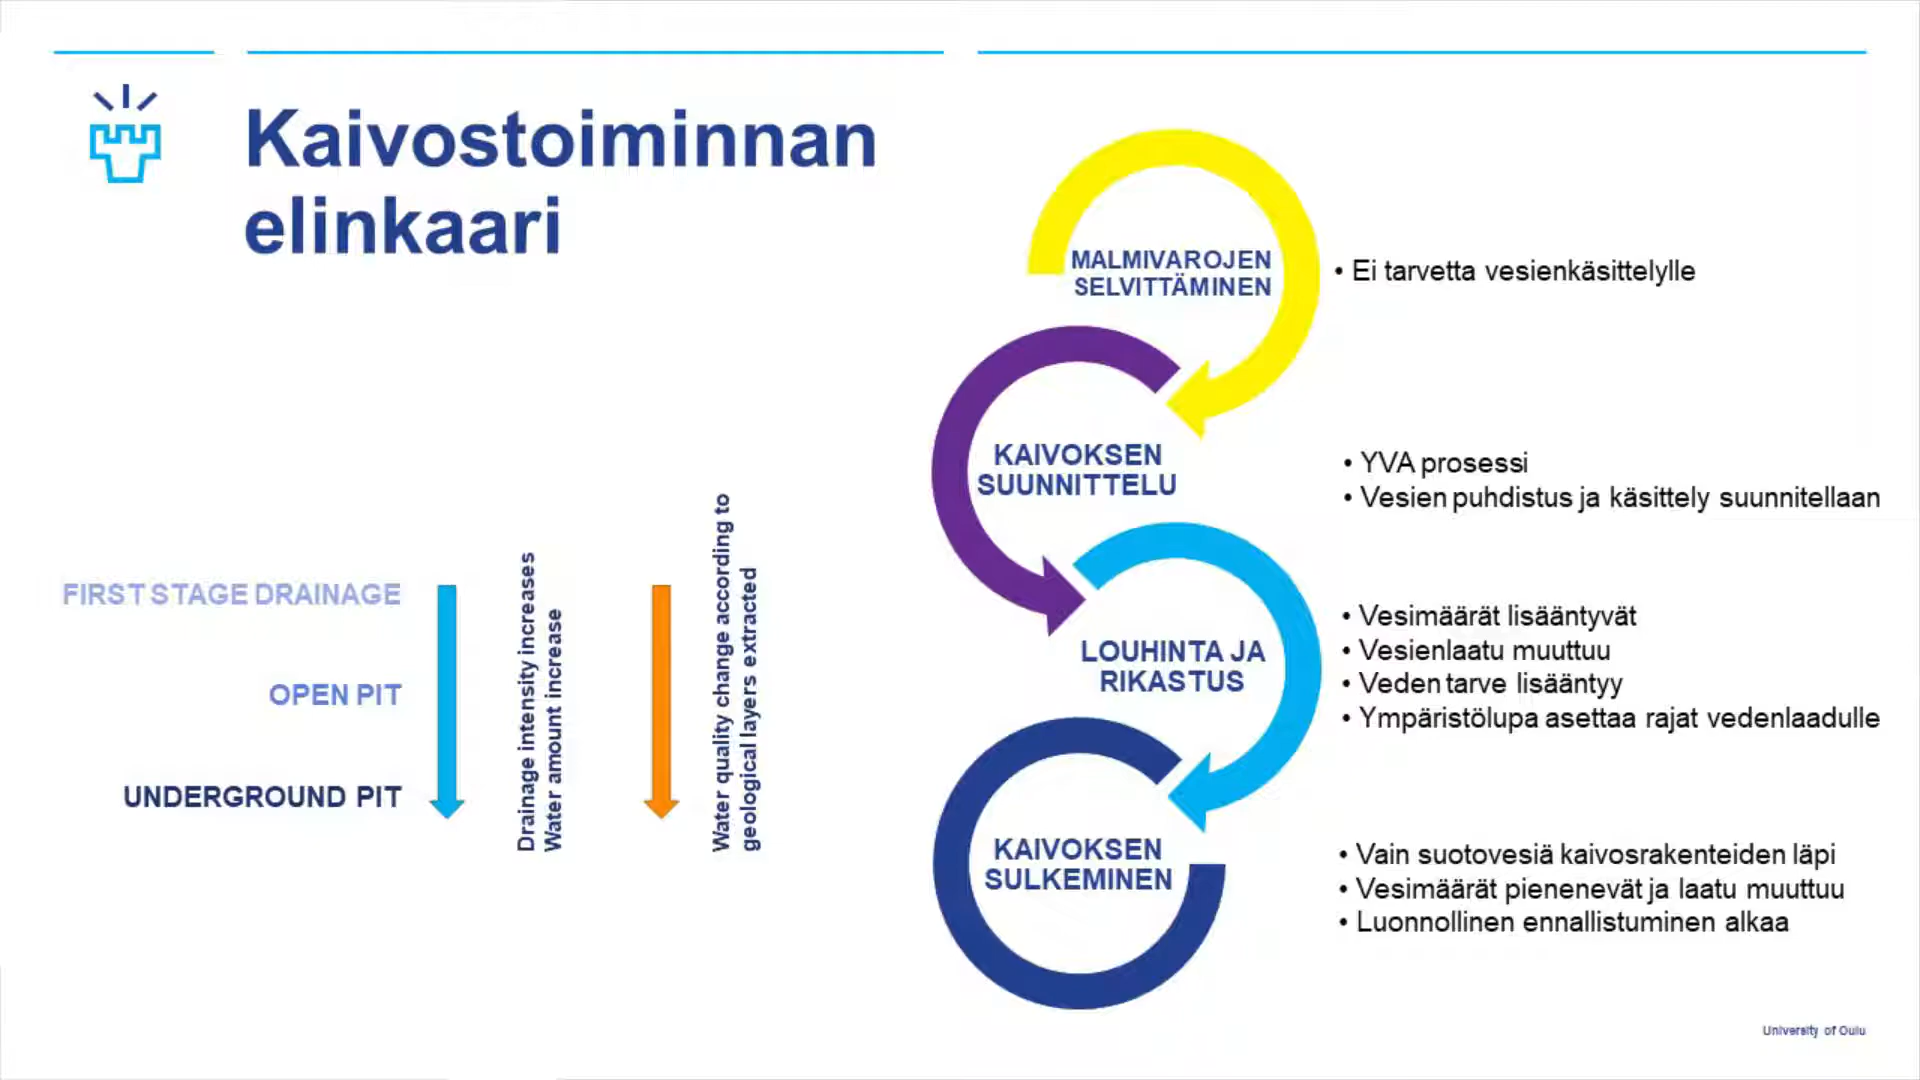 Kaivostoiminnan
elinkaari
MALMIVAROJEN
SELVITTÄMINEN
• Ei tarvetta vesienkäsittelylle
KAIVOKSEN
SUUNNITTELU
• YVA prosessi
• Vesien puhdistus ja käsittely suunnitellaan
FIRST STAGE DRAINAGE
OPEN PIT
UNDERGROUND PIT
Drainage intensity increases
Water amount increase
Water quality change according to
geological layers extracted
LOUHINTA JA
RIKASTUS
• Vesimäärät lisääntyvät
• Vesienlaatu muuttuu
• Veden tarve lisääntyy
• Ympäristölupa asettaa rajat vedenlaadulle
KAIVOKSEN
SULKEMINEN
• Vain suotovesiä kaivosrakenteiden läpi
• Vesimäärät pienenevät ja laatu muuttuu
• Luonnollinen ennallistuminen alkaa
University of Oulu